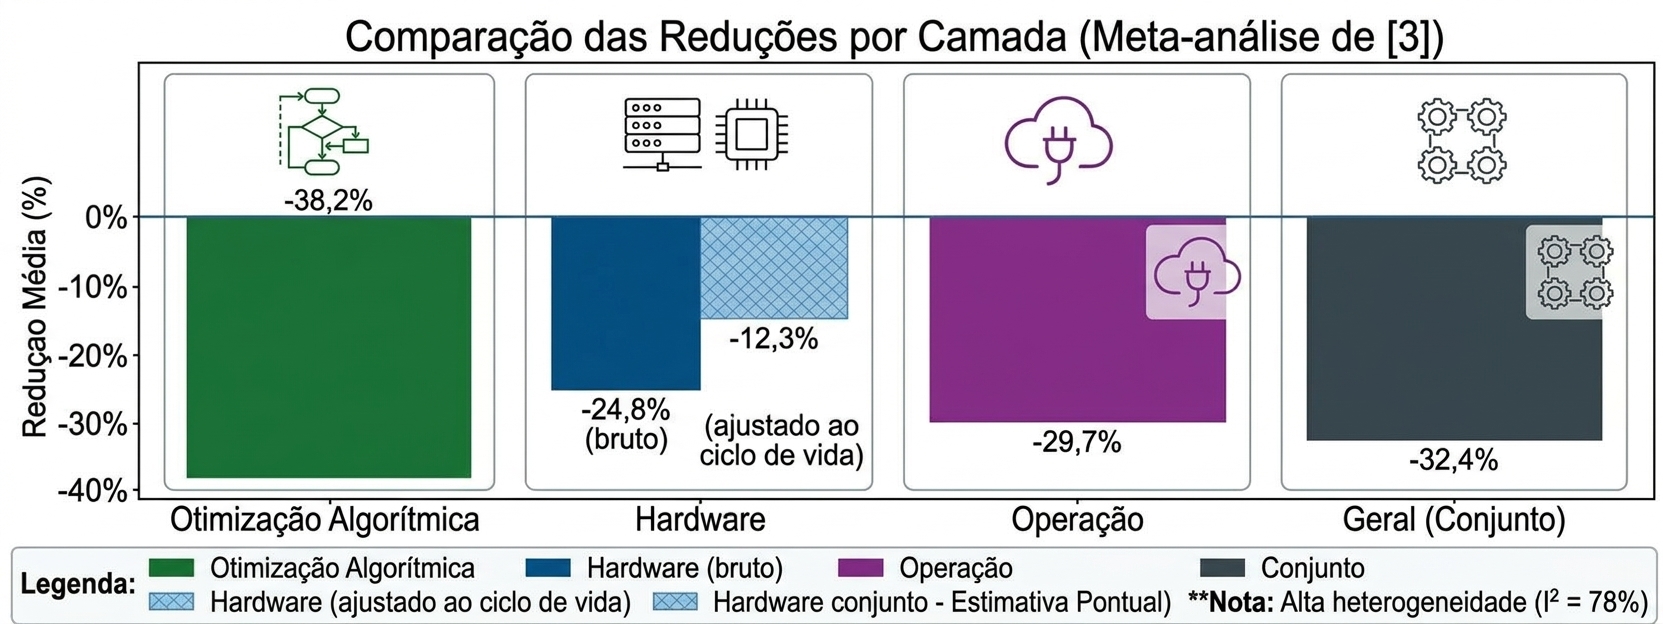 Comparação das Reduções por Camada (Meta-análise de [3])
Reduçao Média (%)
0%
-10%
-20%
-30%
-40%
-38,2%
-24,8%
(bruto)
-12,3%
(ajustado ao
ciclo de vida)
-29,7%
-32,4%
Otimização Algorítmica
Hardware
Operação
Geral (Conjunto)
Legenda:
Otimização Algorítmica
Hardware (bruto)
Operação
Conjunto
Hardware (ajustado ao ciclo de vida)
Hardware conjunto - Estimativa Pontual)
**Nota: Alta heterogeneidade (I² = 78%)